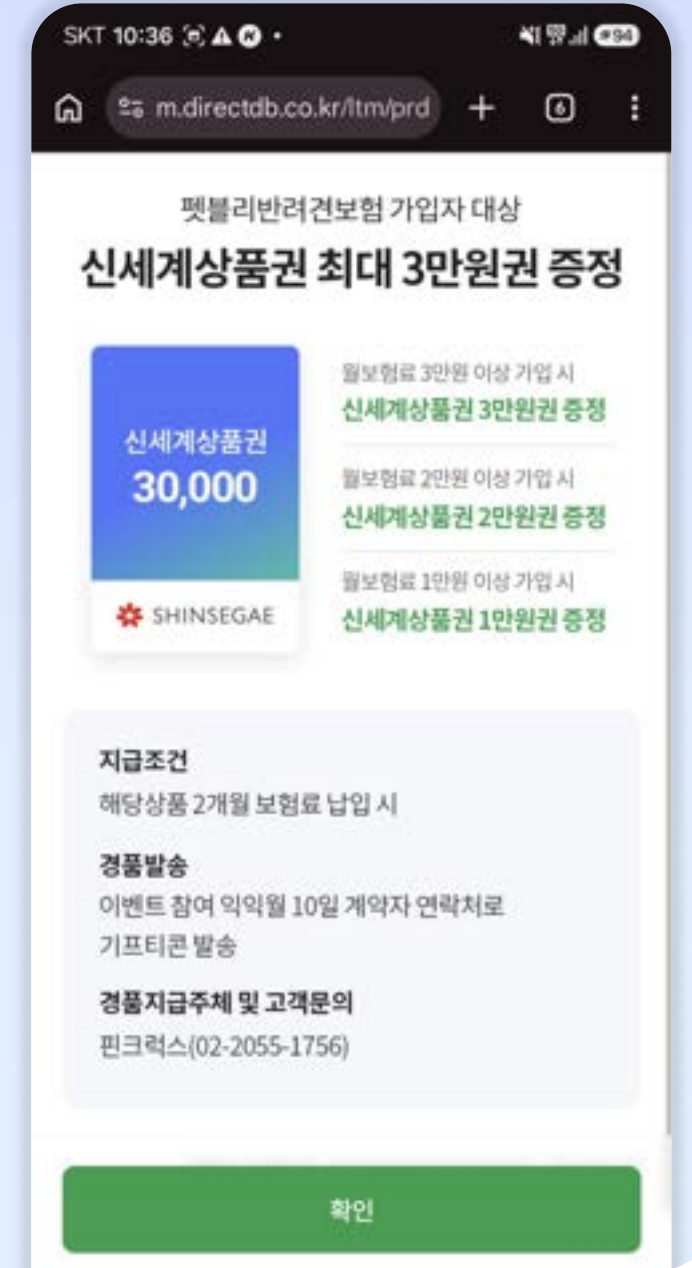 SKT 10:36
94
m.directdb.co.kr/ltm/prd
6
펫블리반려견보험 가입자 대상
신세계상품권 최대 3만원권 증정
신세계상품권
30,000
SHINSEGAE
월보험료 3만원 이상 가입 시
신세계상품권 3만원권 증정
월보험료 2만원 이상 가입 시
신세계상품권 2만원권 증정
월보험료 1만원 이상 가입 시
신세계상품권 1만원권 증정
지급조건
해당상품 2개월 보험료 납입 시
경품발송
이벤트 참여 익익월 10일 계약자 연락처로
기프티콘 발송
경품지급주체 및 고객문의
핀크럭스(02-2055-1756)
확인